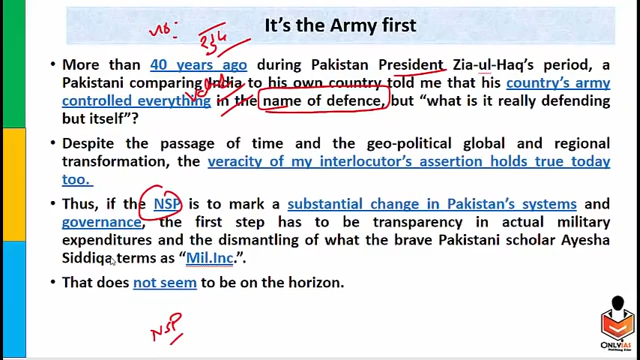 It's the Army first
More than 40 years ago during Pakistan President Zia-ul-Haq's period, a
Pakistani comparing India to his own country told me that his country's army
controlled everything in the name of defence, but "what is it really defending
but itself"?
Despite the passage of time and the geo-political global and regional
transformation, the veracity of my interlocutor's assertion holds true today
too.
Thus, if the NSP is to mark a substantial change in Pakistan's systems and
governance, the first step has to be transparency in actual military
expenditures and the dismantling of what the brave Pakistani scholar Ayesha
Siddiqa terms as "Mil.Inc.".
That does not seem to be on the horizon.
NSP
ONLYIAS